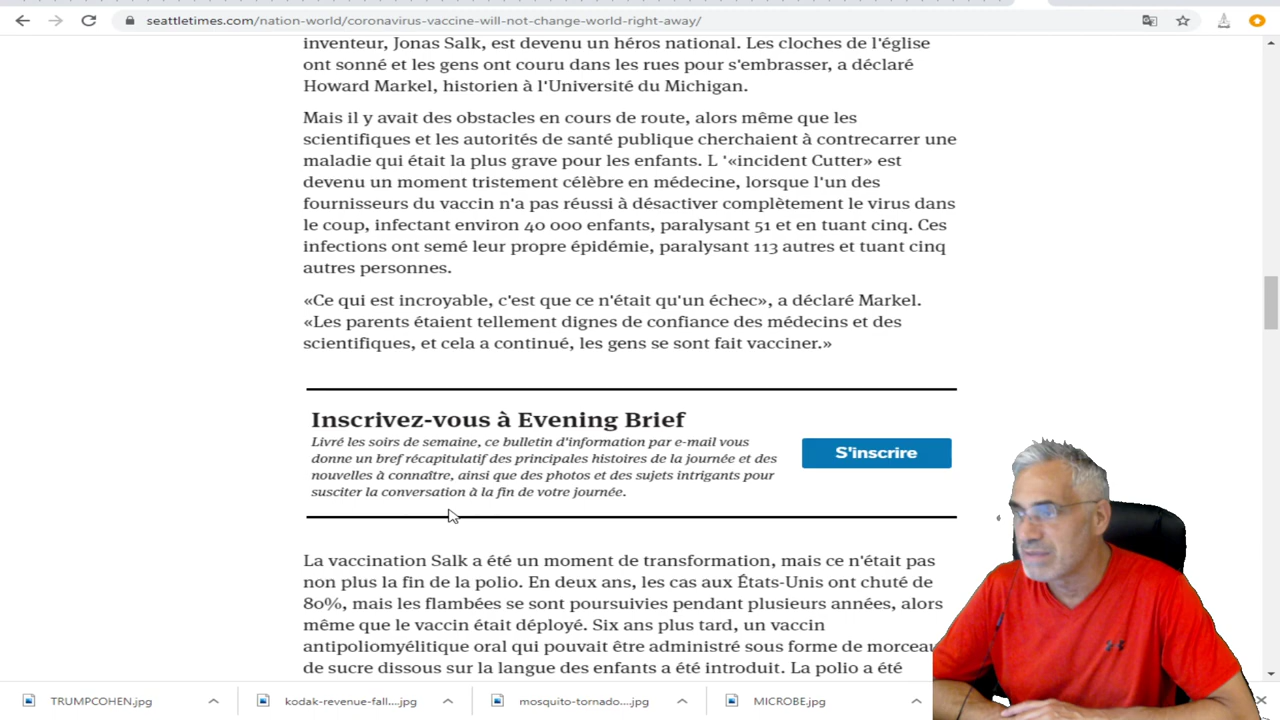 seattletimes.com/nation-world/coronavirus-vaccine-will-not-change-world-right-away/
inventeur, Jonas Salk, est devenu un héros national. Les cloches de l'église
ont sonné et les gens ont couru dans les rues pour s'embrasser, a déclaré
Howard Markel, historien à l'Université du Michigan.
Mais il y avait des obstacles en cours de route, alors même que les
scientifiques et les autorités de santé publique cherchaient à contrecarrer une
maladie qui était la plus grave pour les enfants. L '«incident Cutter» est
devenu un moment tristement célèbre en médecine, lorsque l'un des
fournisseurs du vaccin n'a pas réussi à désactiver complètement le virus dans
le coup, infectant environ 40 000 enfants, paralysant 51 et en tuant cinq. Ces
infections ont semé leur propre épidémie, paralysant 113 autres et tuant cinq
autres personnes.
«Ce qui est incroyable, c'est que ce n'était qu'un échec», a déclaré Markel.
«Les parents étaient tellement dignes de confiance des médecins et des
scientifiques, et cela a continué, les gens se sont fait vacciner.»
Inscrivez-vous à Evening Brief
Livré les soirs de semaine, ce bulletin d'information par e-mail vous
donne un bref récapitulatif des principales histoires de la journée et des
nouvelles à connaître, ainsi que des photos et des sujets intrigants pour
susciter la conversation à la fin de votre journée.
S'inscrire
La vaccination Salk a été un moment de transformation, mais ce n'était pas
non plus la fin de la polio. En deux ans, les cas aux États-Unis ont chuté de
80%, mais les flambées se sont poursuivies pendant plusieurs années, alors
même que le vaccin était déployé. Six ans plus tard, un vaccin
antipoliomyélitique oral qui pouvait être administré sous forme de morceau
de sucre dissous sur la langue des enfants a été introduit. La polio a été
TRUMPCOHEN.jpg
kodak-revenue-fall....jpg
mosquito-tornado....jpg
MICROBE.jpg